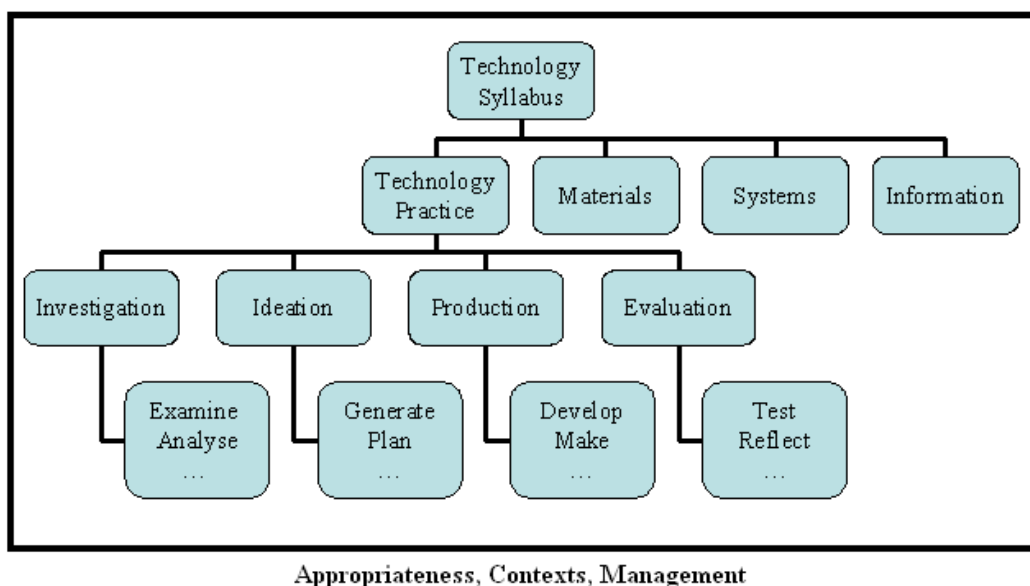 Technology
Syllabus
Technology
Practice
Materials
Systems
Information
Investigation
Ideation
Production
Evaluation
Examine
Analyse
...
Generate
Plan
...
Develop
Make
...
Test
Reflect
...
Appropriateness, Contexts, Management